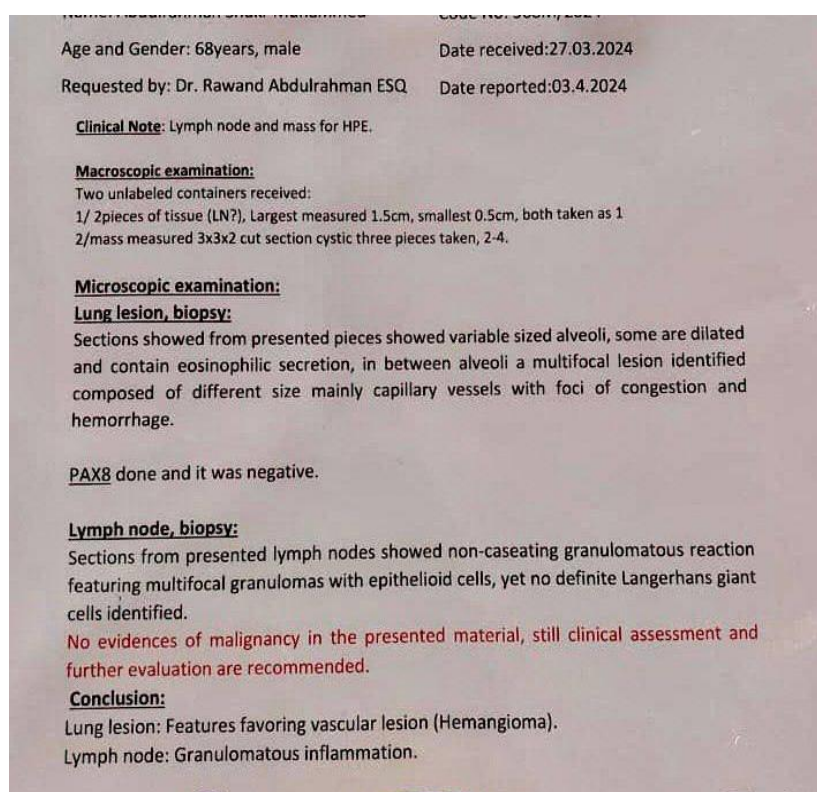 Age and Gender: 68years, male
Date received:27.03.2024
Requested by: Dr. Rawand Abdulrahman ESQ
Date reported:03.4.2024
Clinical Note: Lymph node and mass for HPE.
Macroscopic examination:
Two unlabeled containers received:
1/ 2pieces of tissue (LN?), Largest measured 1.5cm, smallest 0.5cm, both taken as 1
2/mass measured 3x3x2 cut section cystic three pieces taken, 2-4.
Microscopic examination:
Lung lesion, biopsy:
Sections showed from presented pieces showed variable sized alveoli, some are dilated
and contain eosinophilic secretion, in between alveoli a multifocal lesion identified
composed of different size mainly capillary vessels with foci of congestion and
hemorrhage.
PAX8 done and it was negative.
Lymph node, biopsy:
Sections from presented lymph nodes showed non-caseating granulomatous reaction
featuring multifocal granulomas with epithelioid cells, yet no definite Langerhans giant
cells identified.
No evidences of malignancy in the presented material, still clinical assessment and
further evaluation are recommended.
Conclusion:
Lung lesion: Features favoring vascular lesion (Hemangioma).
Lymph node: Granulomatous inflammation.